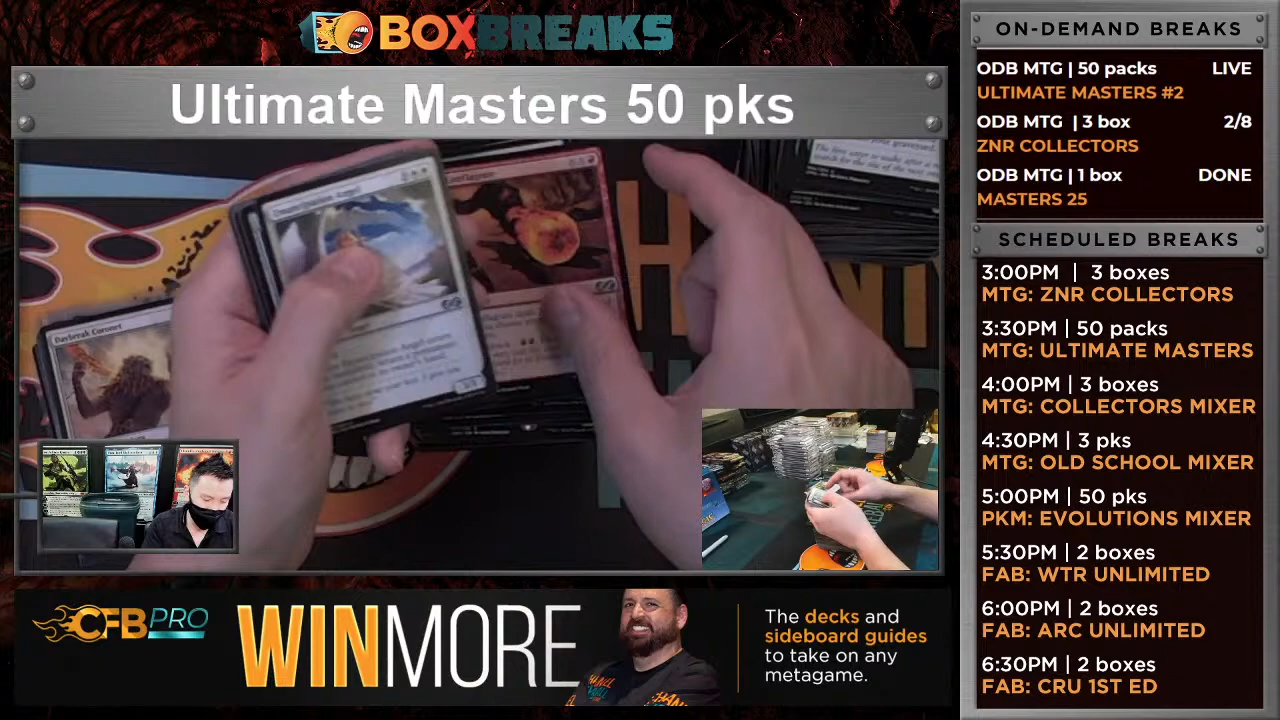 BOXBREAKS
Ultimate Masters 50 pks
Daybreak Coronet
Angel
Conflagrate
ON-DEMAND BREAKS
ODB MTG | 50 packs LIVE
ULTIMATE MASTERS #2
ODB MTG | 3 box 2/8
ZNR COLLECTORS
ODB MTG | 1 box DONE
MASTERS 25
SCHEDULED BREAKS
3:00PM | 3 boxes
MTG: ZNR COLLECTORS
3:30PM | 50 packs
MTG: ULTIMATE MASTERS
4:00PM | 3 boxes
MTG: COLLECTORS MIXER
4:30PM | 3 pks
MTG: OLD SCHOOL MIXER
5:00PM | 50 pks
PKM: EVOLUTIONS MIXER
5:30PM | 2 boxes
FAB: WTR UNLIMITED
6:00PM | 2 boxes
FAB: ARC UNLIMITED
6:30PM | 2 boxes
FAB: CRU 1ST ED
CFB PRO
WINMORE
The decks and
sideboard guides
to take on any
metagame.